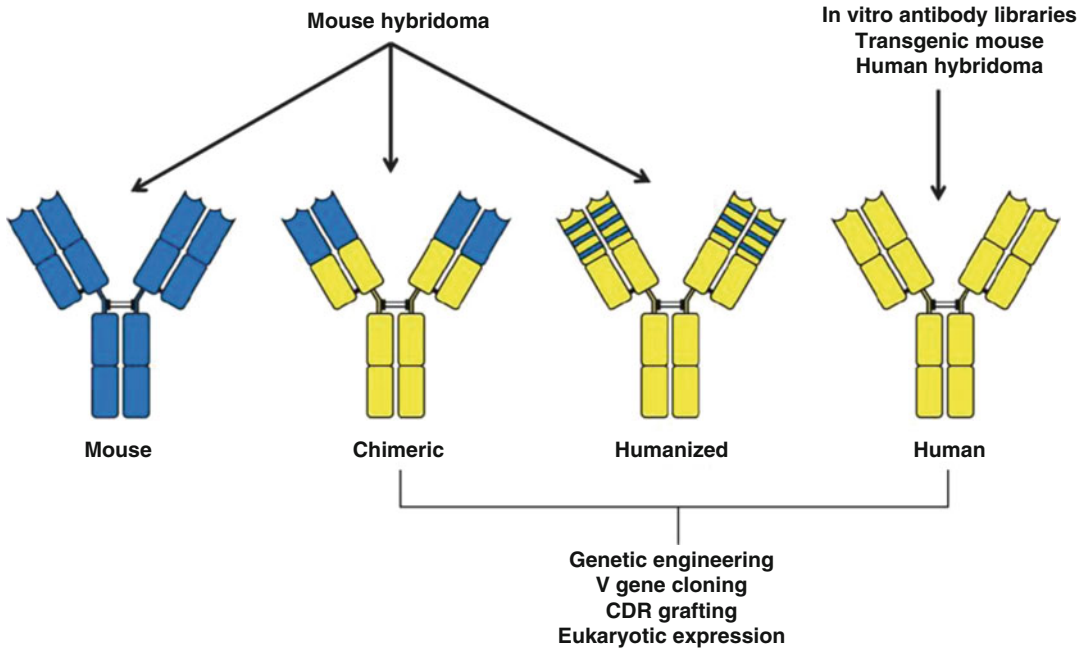 Mouse hybridoma
In vitro antibody libraries
Transgenic mouse
Human hybridoma
Mouse
Chimeric
Humanized
Human
Genetic engineering
V gene cloning
CDR grafting
Eukaryotic expression